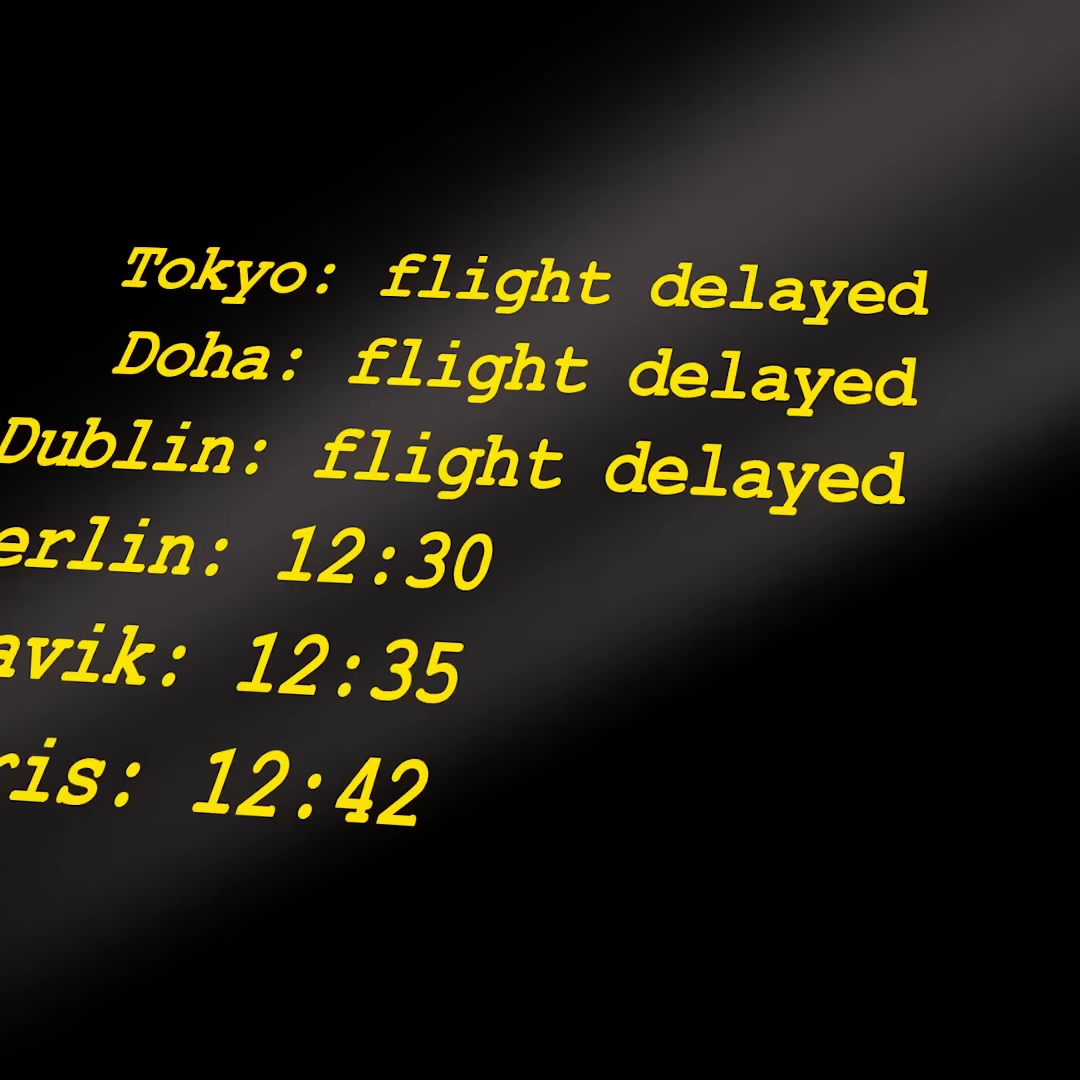 Tokyo: flight delayed
Doha: flight delayed
Dublin: flight delayed
erlin: 12:30
avik: 12:35
ris: 12:42